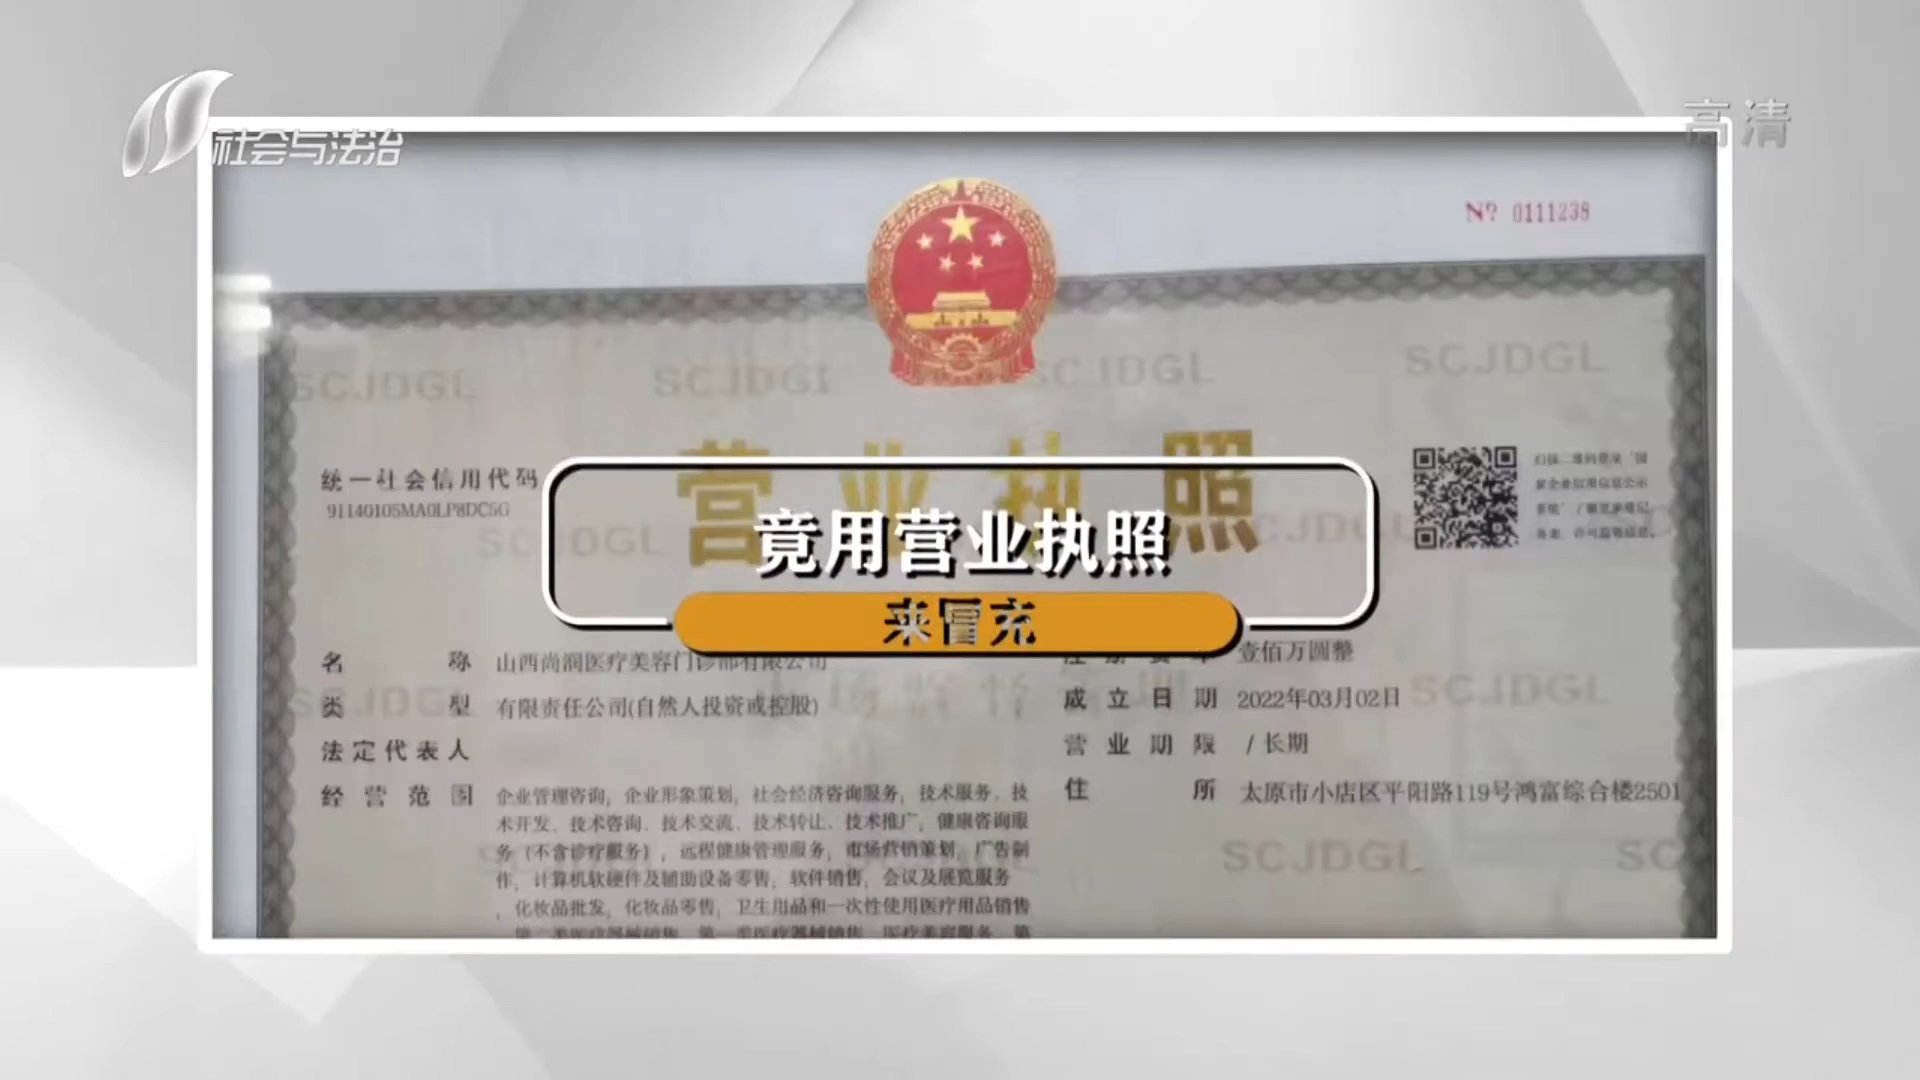 社会与法治
高清
N? 0111239
SCJDGL SCJDGL SCJDGL SCJDGL
营业执照
统一社会信用代码
91140105MA0LP8DC5G
竟用营业执照
来冒充
名称 山西尚润医疗美容门诊部有限公司
壹佰万圆整
类型 有限责任公司(自然人投资或控股)
成立日期 2022年03月02日
法定代表人
营业期限 / 长期
经营范围 企业管理咨询，企业形象策划，社会经济咨询服务，技术服务、技
术开发、技术咨询、技术交流、技术转让、技术推广，健康咨询服
务（不含诊疗服务），远程健康管理服务，市场营销策划，广告制
作，计算机软硬件及辅助设备零售，软件销售，会议及展览服务
，化妆品批发，化妆品零售，卫生用品和一次性使用医疗用品销售
住所 太原市小店区平阳路119号鸿富综合楼2501
SCJDGL